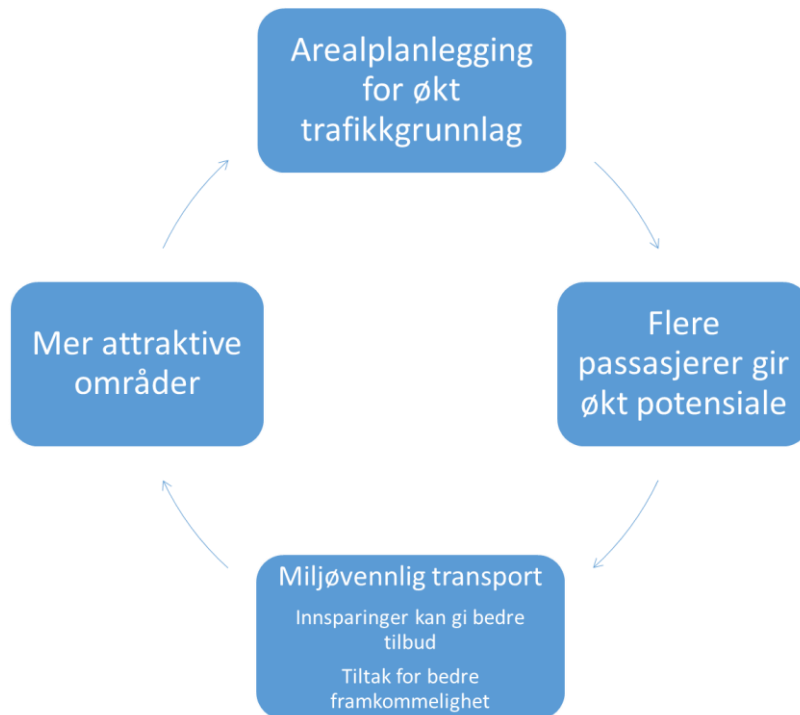 Arealplanlegging
for økt
trafikkgrunnlag
Flere
passasjerer gir
økt potensiale
Miljøvennlig transport
Innsparinger kan gi bedre
tilbud
Tiltak for bedre
framkommelighet
Mer attraktive
områder